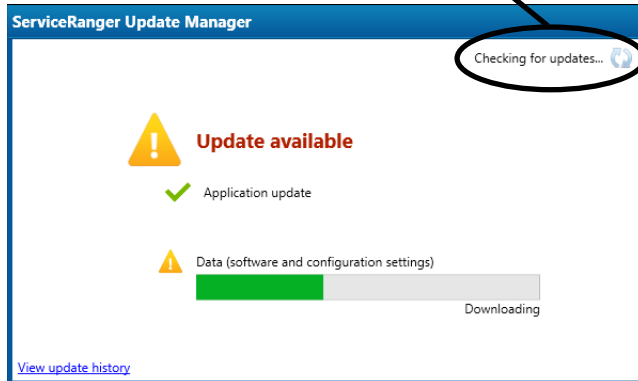 ServiceRanger Update Manager
Checking for updates...
Update available
Application update
Data (software and configuration settings)
Downloading
View update history